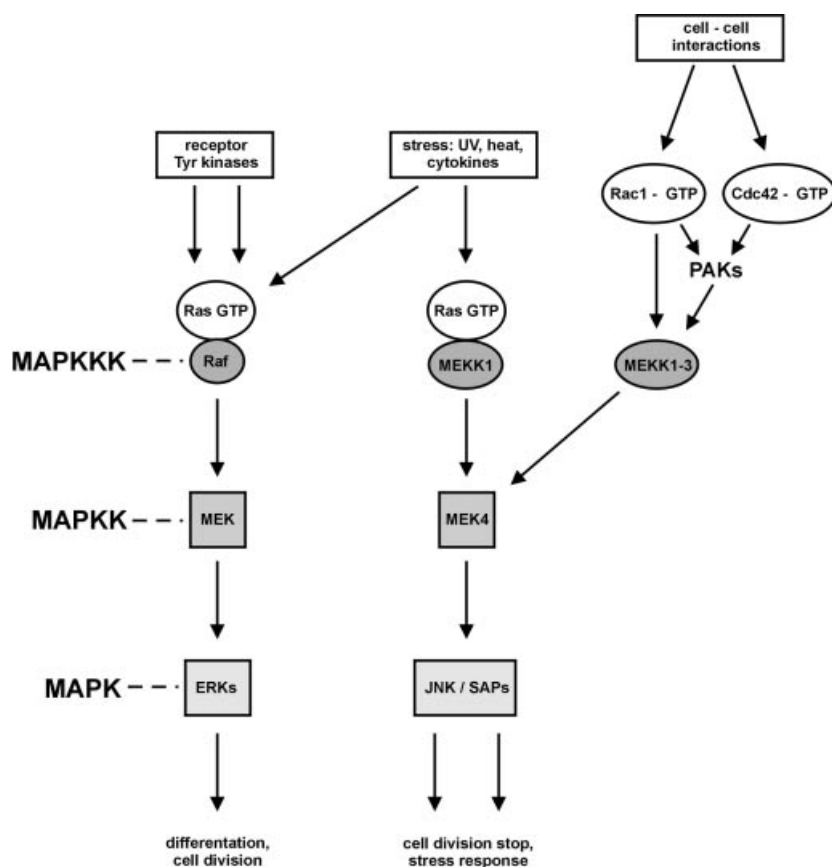 cell - cell
interactions
receptor
Tyr kinases
stress: UV, heat,
cytokines
Rac1 - GTP
Cdc42 - GTP
PAKs
Ras GTP
Ras GTP
MAPKKK
Raf
MEKK1
MEKK1-3
MAPKK
MEK
MEK4
MAPK
ERKs
JNK / SAPs
differentation,
cell division
cell division stop,
stress response